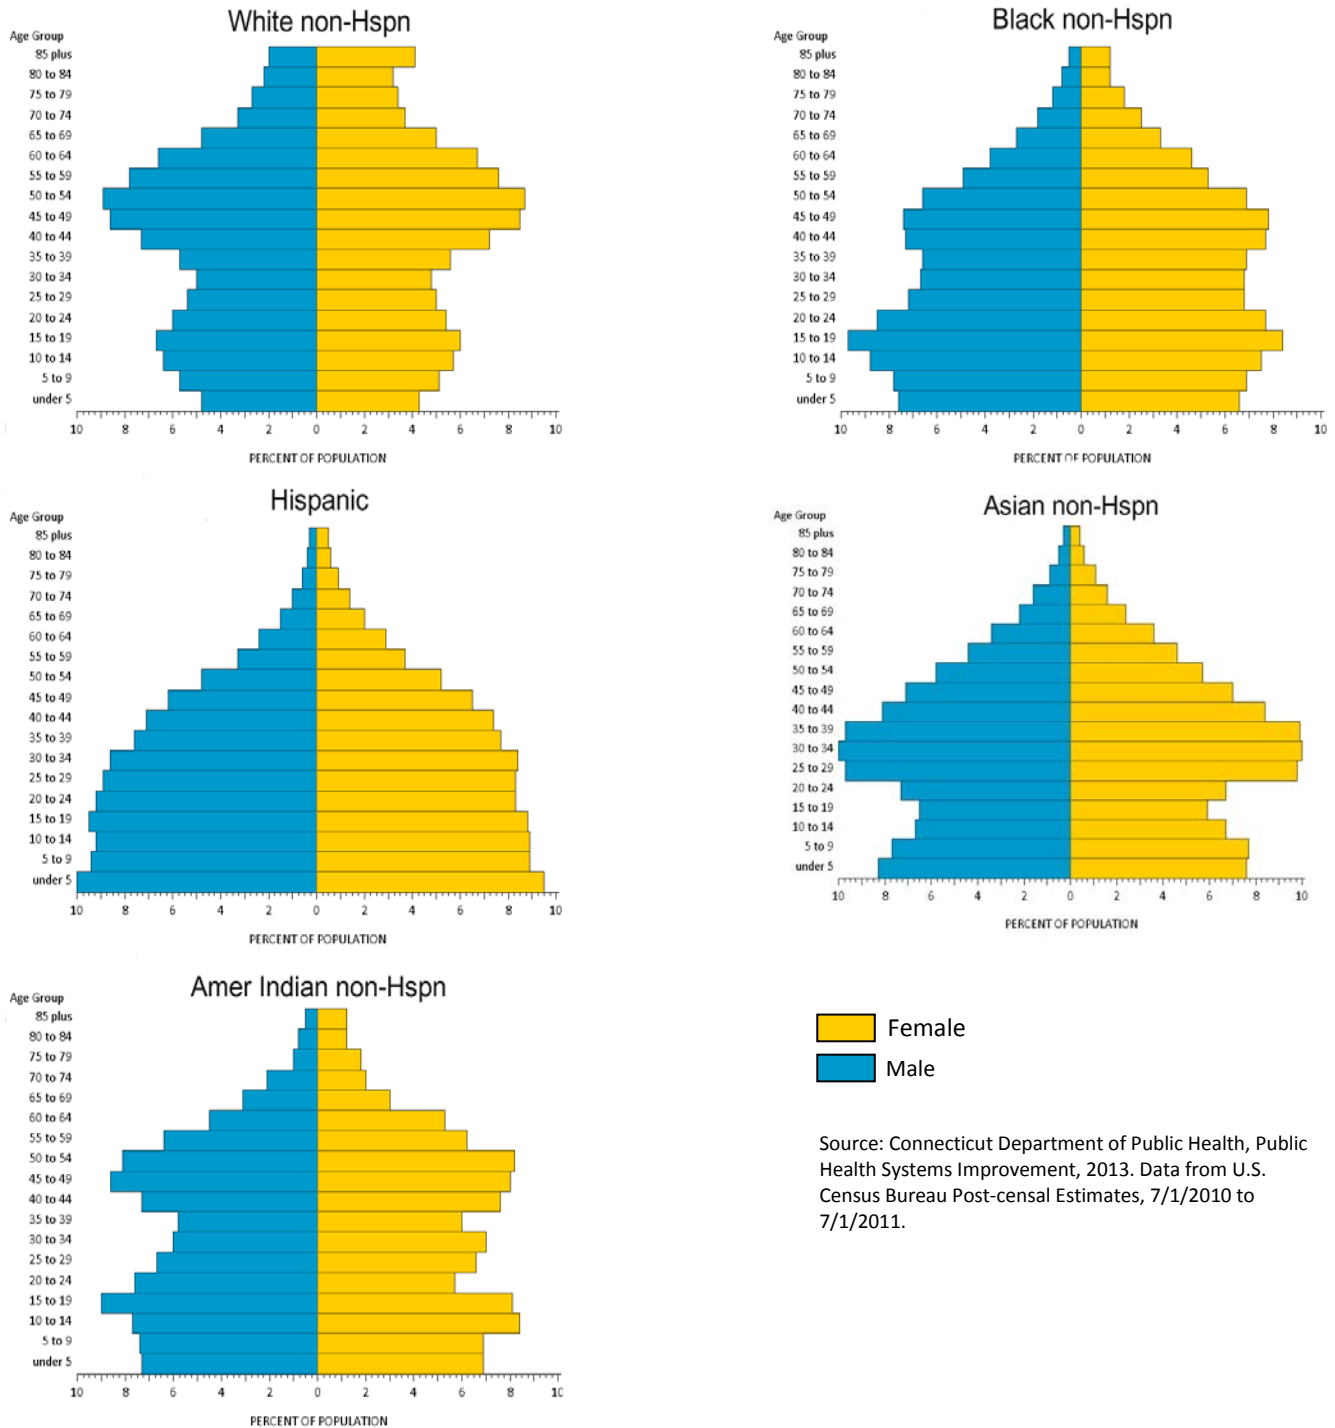 White non-Hspn
Age Group
85 plus
80 to 84
75 to 79
70 to 74
65 to 69
60 to 64
55 to 59
50 to 54
45 to 49
40 to 44
35 to 39
30 to 34
25 to 29
20 to 24
15 to 19
10 to 14
5 to 9
under 5
10 8 6 4 2 0 2 4 6 8 10
PERCENT OF POPULATION
Black non-Hspn
Age Group
85 plus
80 to 84
75 to 79
70 to 74
65 to 69
60 to 64
55 to 59
50 to 54
45 to 49
40 to 44
35 to 39
30 to 34
25 to 29
20 to 24
15 to 19
10 to 14
5 to 9
under 5
10 8 6 4 2 0 2 4 6 8 10
PERCENT OF POPULATION
Hispanic
Age Group
85 plus
80 to 84
75 to 79
70 to 74
65 to 69
60 to 64
55 to 59
50 to 54
45 to 49
40 to 44
35 to 39
30 to 34
25 to 29
20 to 24
15 to 19
10 to 14
5 to 9
under 5
10 8 6 4 2 0 2 4 6 8 10
PERCENT OF POPULATION
Asian non-Hspn
Age Group
85 plus
80 to 84
75 to 79
70 to 74
65 to 69
60 to 64
55 to 59
50 to 54
45 to 49
40 to 44
35 to 39
30 to 34
25 to 29
20 to 24
15 to 19
10 to 14
5 to 9
under 5
10 8 6 4 2 0 2 4 6 8 10
PERCENT OF POPULATION
Amer Indian non-Hspn
Age Group
85 plus
80 to 84
75 to 79
70 to 74
65 to 69
60 to 64
55 to 59
50 to 54
45 to 49
40 to 44
35 to 39
30 to 34
25 to 29
20 to 24
15 to 19
10 to 14
5 to 9
under 5
10 8 6 4 2 0 2 4 6 8 10
PERCENT OF POPULATION
Female
Male
Source: Connecticut Department of Public Health, Public
Health Systems Improvement, 2013. Data from U.S.
Census Bureau Post-censal Estimates, 7/1/2010 to
7/1/2011.